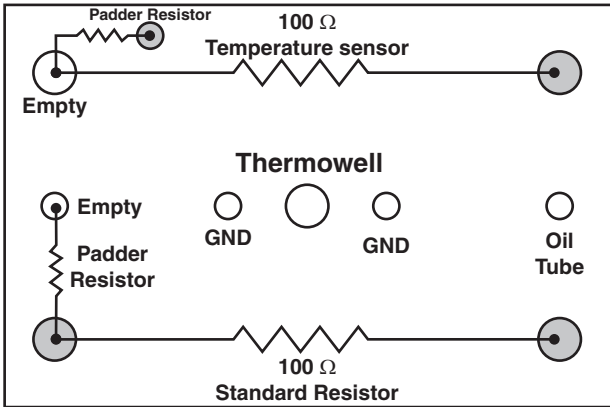 Padder Resistor
100 Ω
Temperature sensor
Empty
Thermowell
Empty
GND
GND
Padder
Resistor
Oil
Tube
100 Ω
Standard Resistor